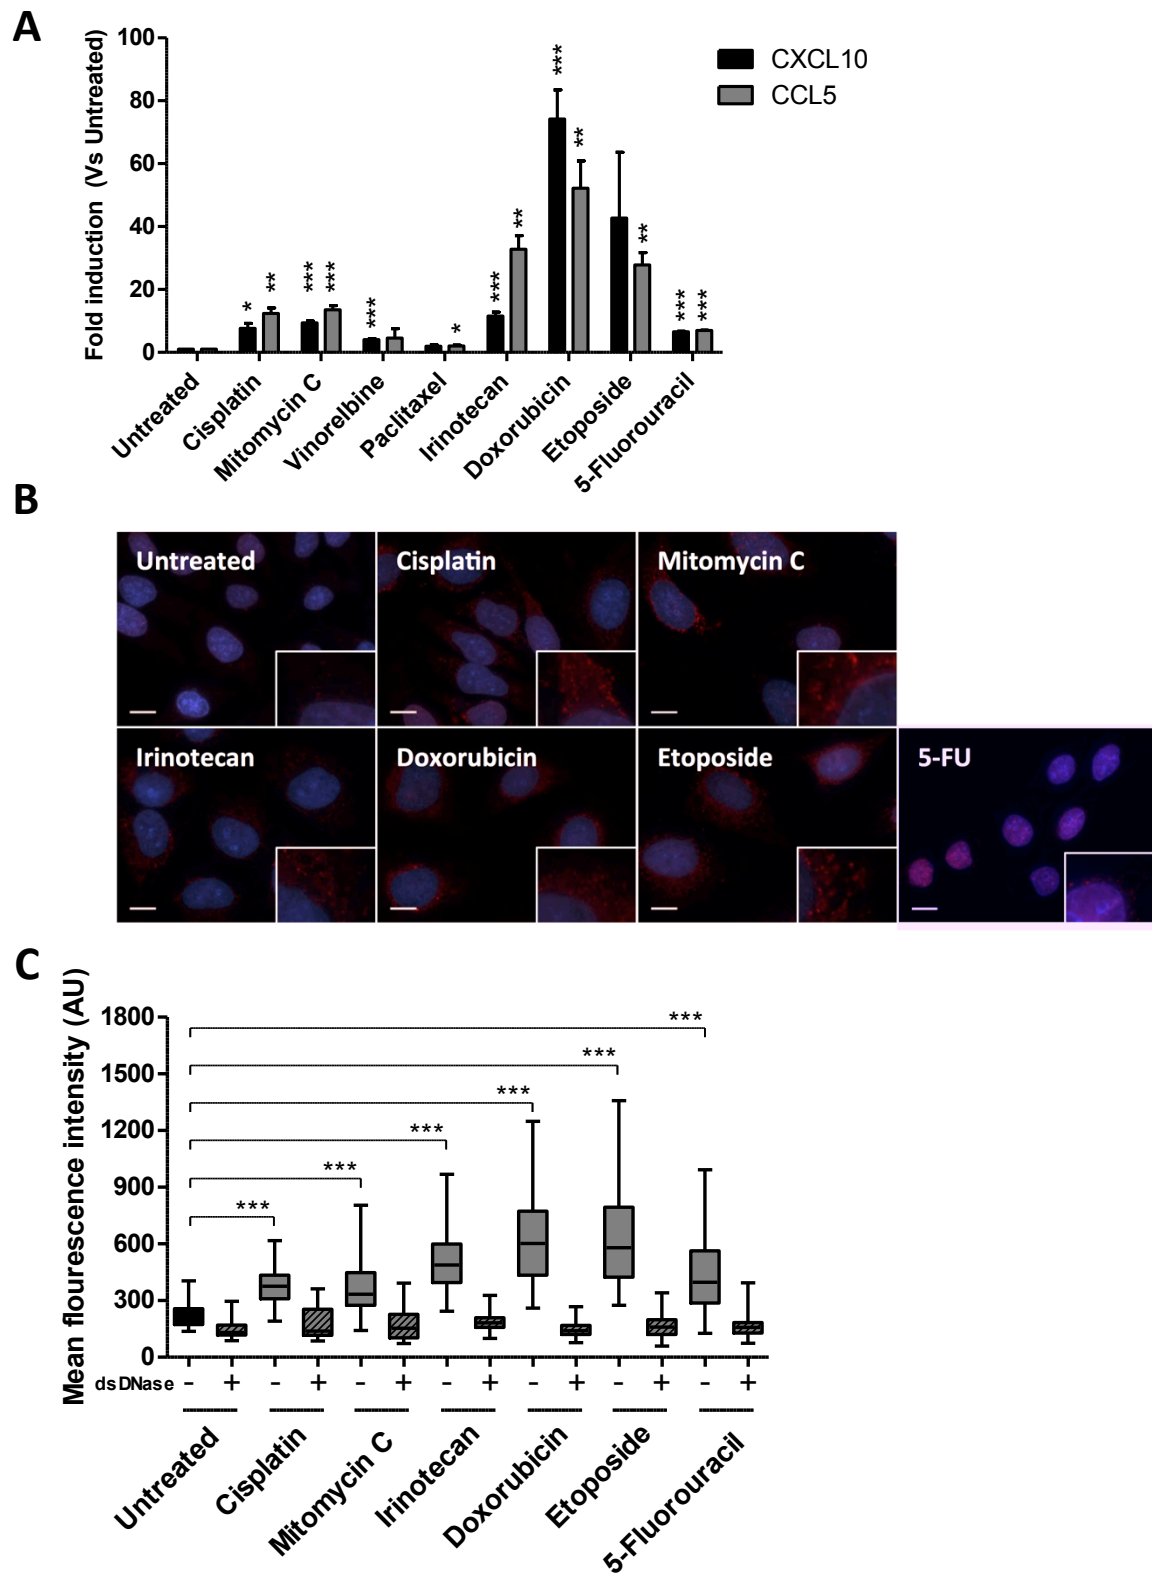 A
Fold induction (Vs Untreated)
100
80
60
40
20
0
CXCL10
CCL5
*
**
***
***
***
*
***
**
***
**
**
***
***
Untreated
Cisplatin
Mitomycin C
Vinorelbine
Paclitaxel
Irinotecan
Doxorubicin
Etoposide
5-Fluorouracil
B
Untreated
Cisplatin
Mitomycin C
Irinotecan
Doxorubicin
Etoposide
5-FU
C
Mean flourescence intensity (AU)
1800
1500
1200
900
600
300
0
***
***
***
***
***
***
dsDNase - + - + - + - + - + - + - +
Untreated
Cisplatin
Mitomycin C
Irinotecan
Doxorubicin
Etoposide
5-Fluorouracil